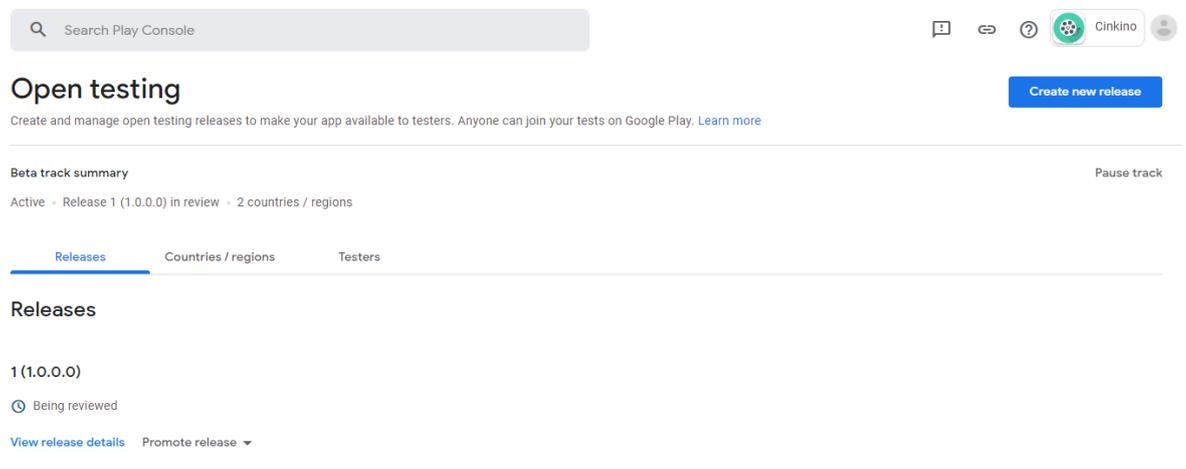 Search Play Console
Cinkino
Open testing
Create new release
Create and manage open testing releases to make your app available to testers. Anyone can join your tests on Google Play. Learn more
Beta track summary
Pause track
Active • Release 1 (1.0.0.0) in review • 2 countries / regions
Releases Countries / regions Testers
Releases
1 (1.0.0.0)
Being reviewed
View release details Promote release